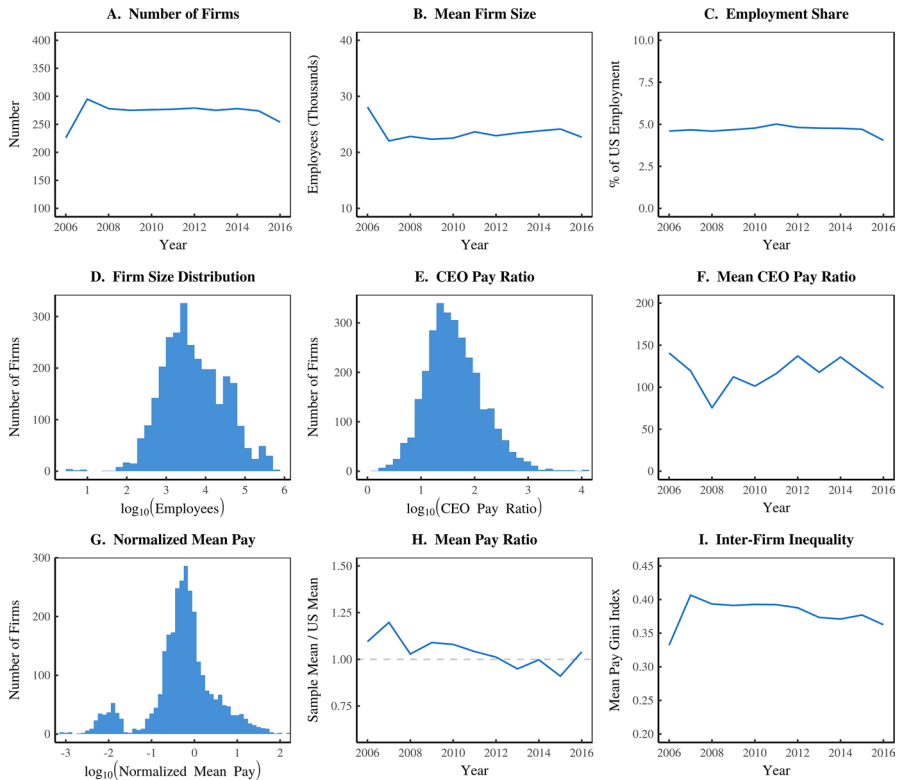 A. Number of Firms
Number
400
350
300
250
200
150
100
2006 2008 2010 2012 2014 2016
Year
B. Mean Firm Size
Employees (Thousands)
40
30
20
10
2006 2008 2010 2012 2014 2016
Year
C. Employment Share
% of US Employment
10.0
7.5
5.0
2.5
0.0
2006 2008 2010 2012 2014 2016
Year
D. Firm Size Distribution
Number of Firms
300
200
100
0
1 2 3 4 5 6
log10(Employees)
E. CEO Pay Ratio
Number of Firms
300
200
100
0
0 1 2 3 4
log10(CEO Pay Ratio)
F. Mean CEO Pay Ratio
200
150
100
50
0
2006 2008 2010 2012 2014 2016
Year
G. Normalized Mean Pay
Number of Firms
300
200
100
0
-3 -2 -1 0 1 2
log10(Normalized Mean Pay)
H. Mean Pay Ratio
Sample Mean / US Mean
1.50
1.25
1.00
0.75
2006 2008 2010 2012 2014 2016
Year
I. Inter-Firm Inequality
Mean Pay Gini Index
0.45
0.40
0.35
0.30
0.25
0.20
2006 2008 2010 2012 2014 2016
Year